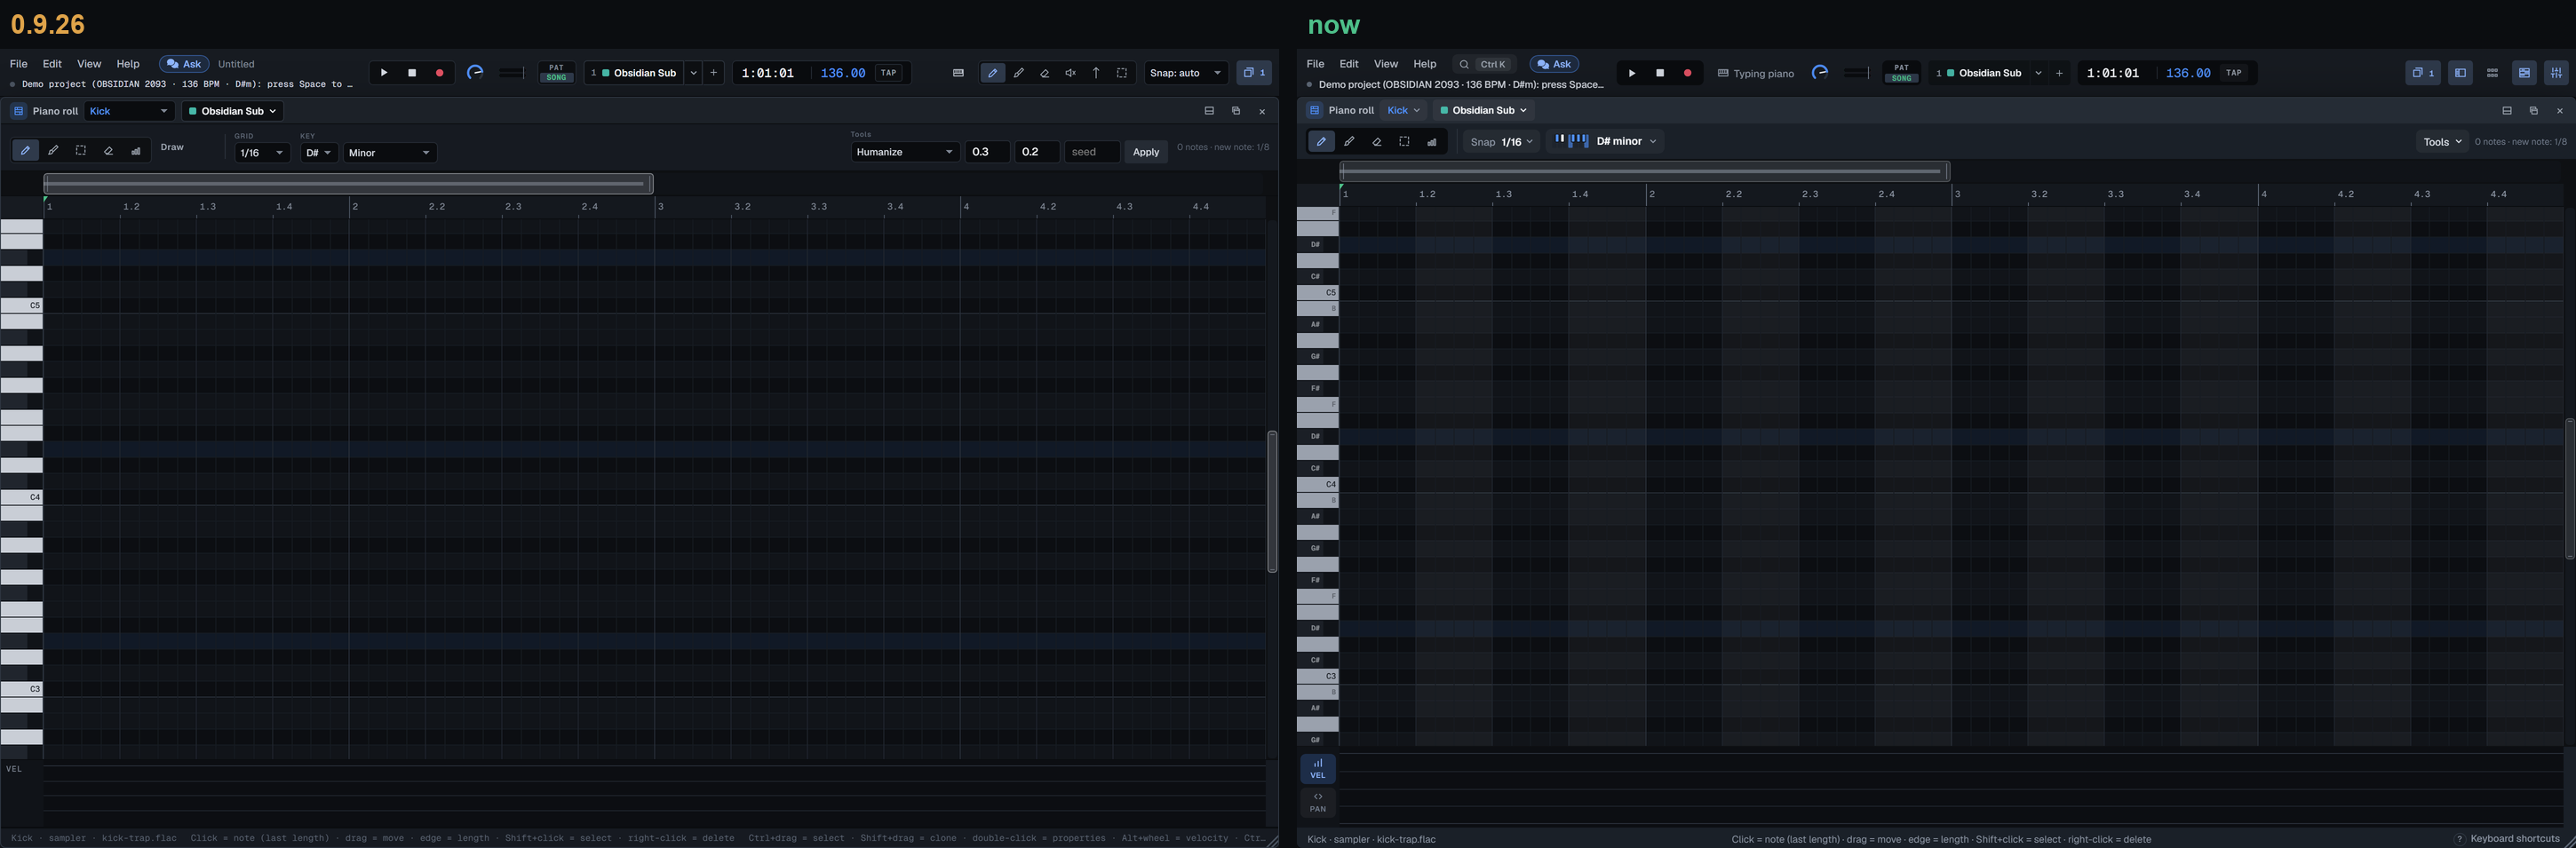 0.9.26
File Edit View Help Ask Untitled
Demo project (OBSIDIAN 2093 · 136 BPM · D#m): press Space to …
PAT
SONG
1 Obsidian Sub +
1:01:01 136.00 TAP
Snap: auto
1
Piano roll Kick Obsidian Sub
Draw
GRID
1/16
KEY
D# Minor
Tools
Humanize 0.3 0.2 seed Apply
0 notes · new note: 1/8
1 1.2 1.3 1.4 2 2.2 2.3 2.4 3 3.2 3.3 3.4 4 4.2 4.3 4.4
C5
C4
C3
VEL
Kick · sampler · kick-trap.flac Click = note (last length) · drag = move · edge = length · Shift+click = select · right-click = delete Ctrl+drag = select · Shift+drag = clone · double-click = properties · Alt+wheel = velocity · Ctr…
now
File Edit View Help Ctrl K Ask
Demo project (OBSIDIAN 2093 · 136 BPM · D#m): press Space…
Typing piano
PAT
SONG
1 Obsidian Sub +
1:01:01 136.00 TAP
1
Piano roll Kick Obsidian Sub
Snap 1/16 D# minor
Tools 0 notes · new note: 1/8
1 1.2 1.3 1.4 2 2.2 2.3 2.4 3 3.2 3.3 3.4 4 4.2 4.3 4.4
F
D#
C#
C5
B
A#
G#
F#
F
D#
C#
C4
B
A#
G#
F#
F
D#
C#
C3
B
A#
G#
VEL
PAN
Kick · sampler · kick-trap.flac
Click = note (last length) · drag = move · edge = length · Shift+click = select · right-click = delete
? Keyboard shortcuts